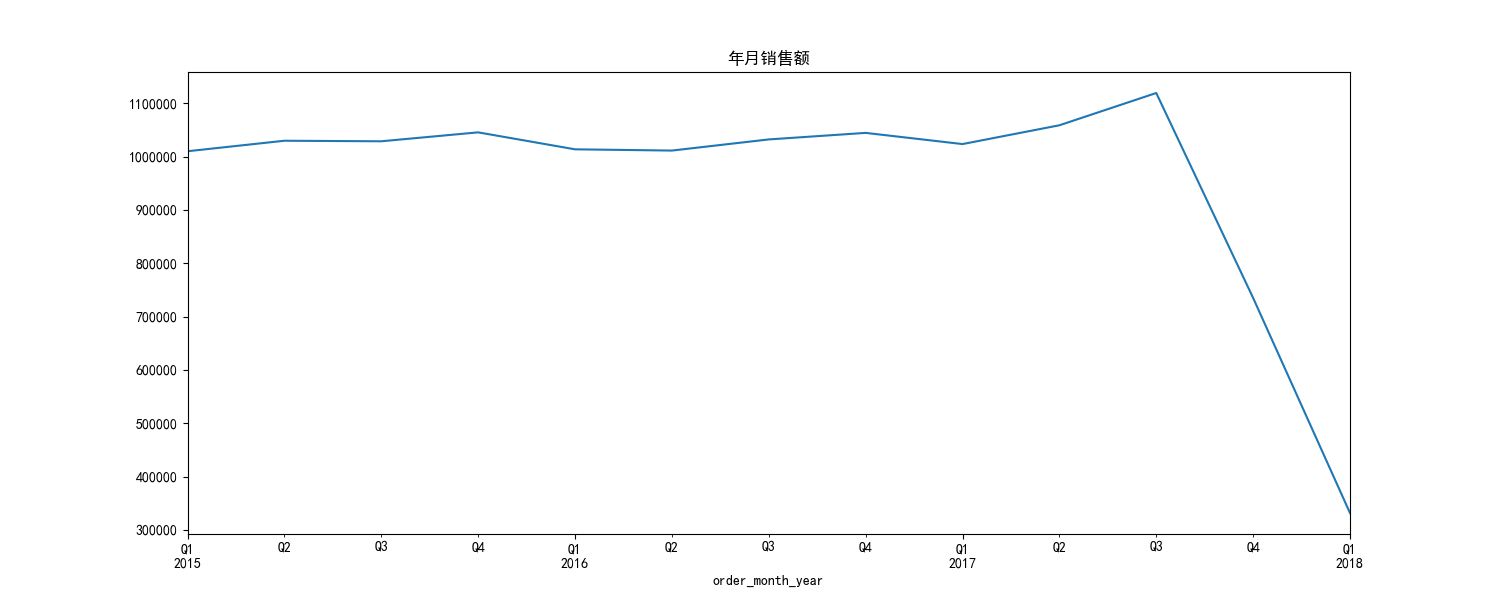 年月销售额
1100000
1000000
900000
800000
700000
600000
500000
400000
300000
Q1 Q2 Q3 Q4 Q1 Q2 Q3 Q4 Q1 Q2 Q3 Q4 Q1
2015 2016 2017 2018
order_month_year